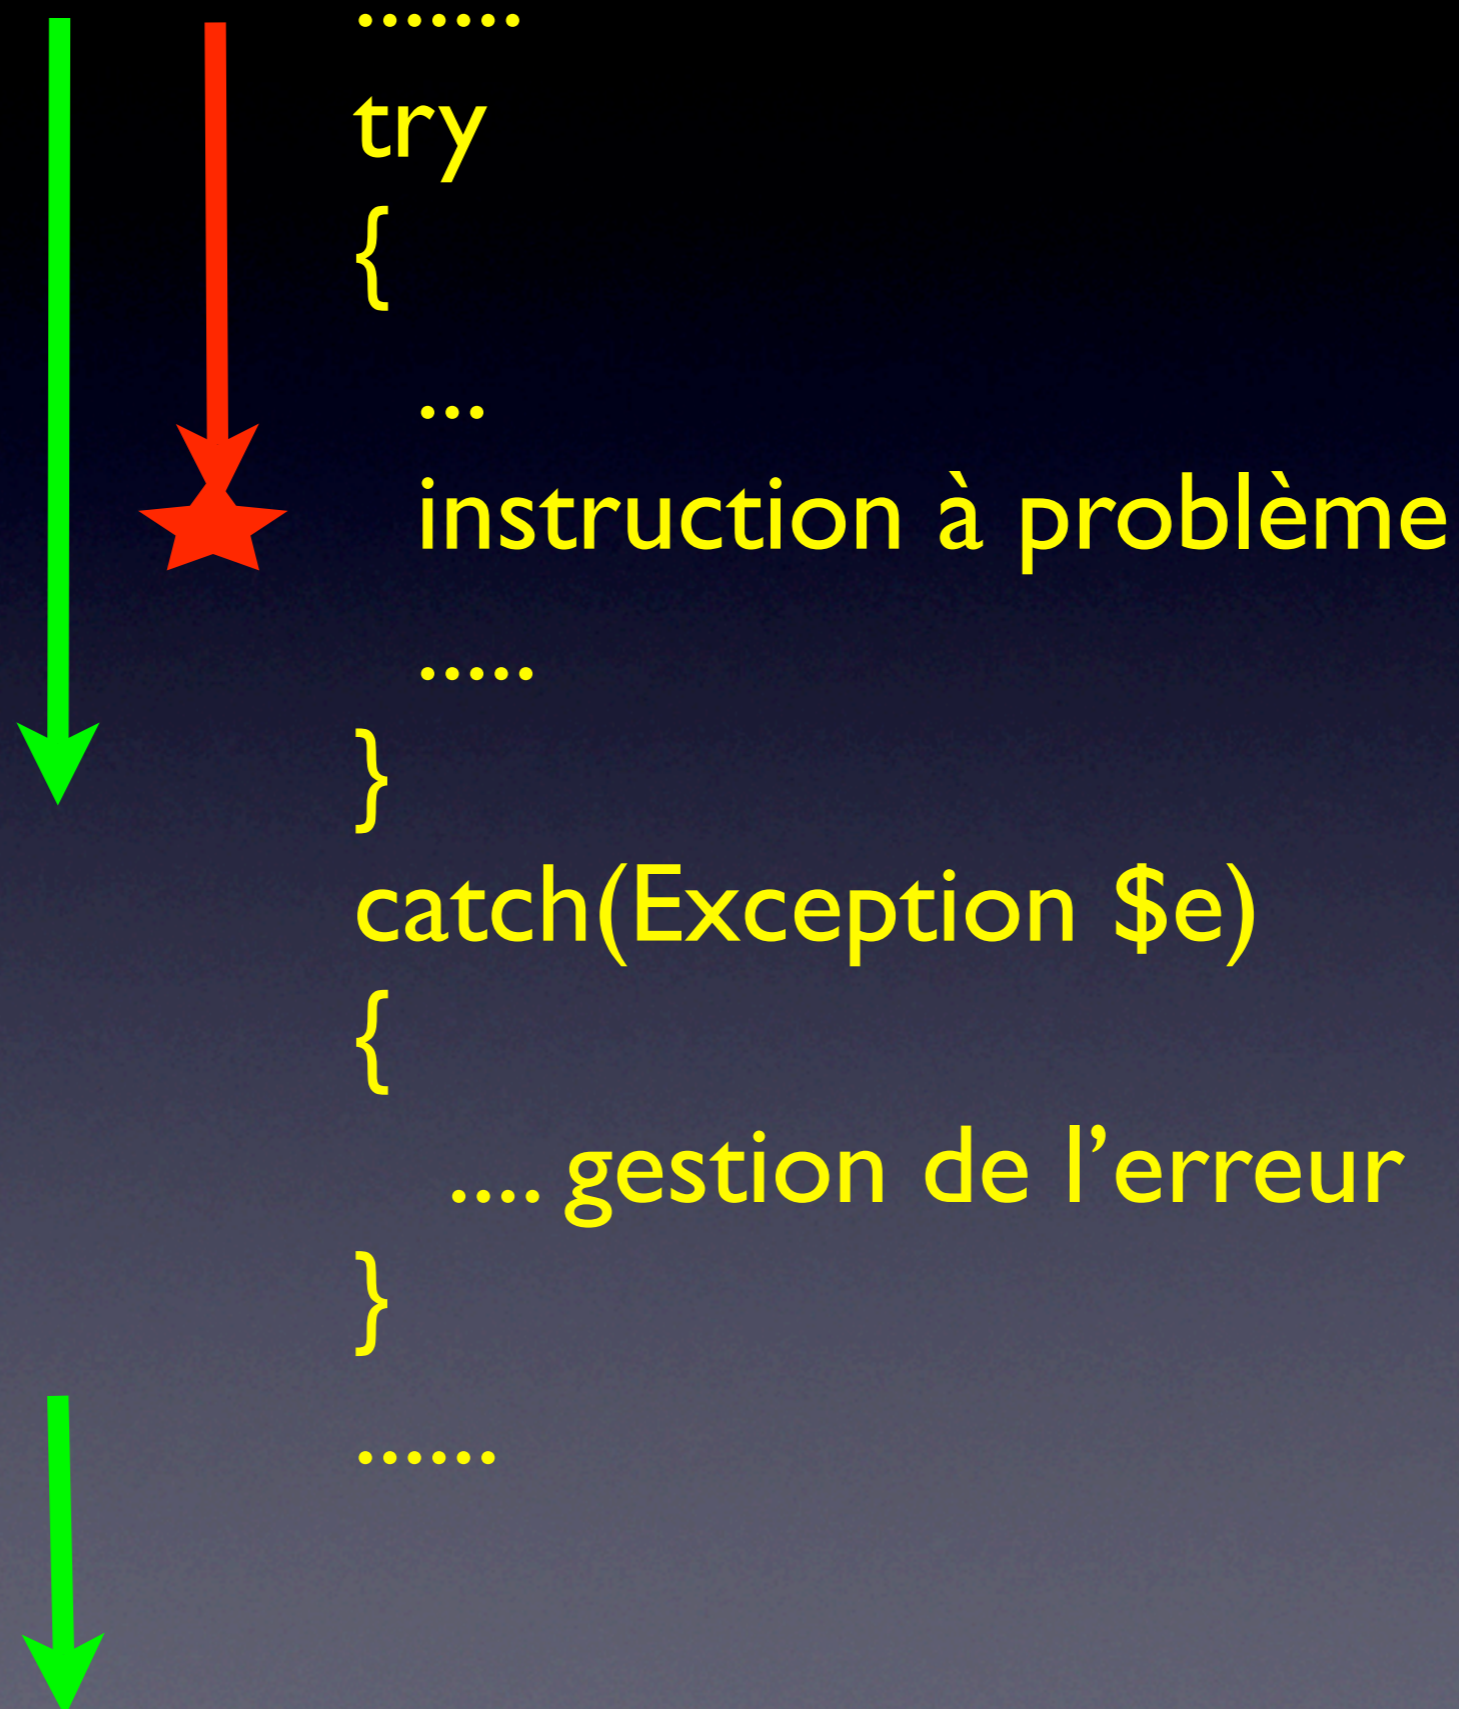 .......
try
{
...
instruction à problème
.....
}
catch(Exception $e)
{
.... gestion de l’erreur
}
......